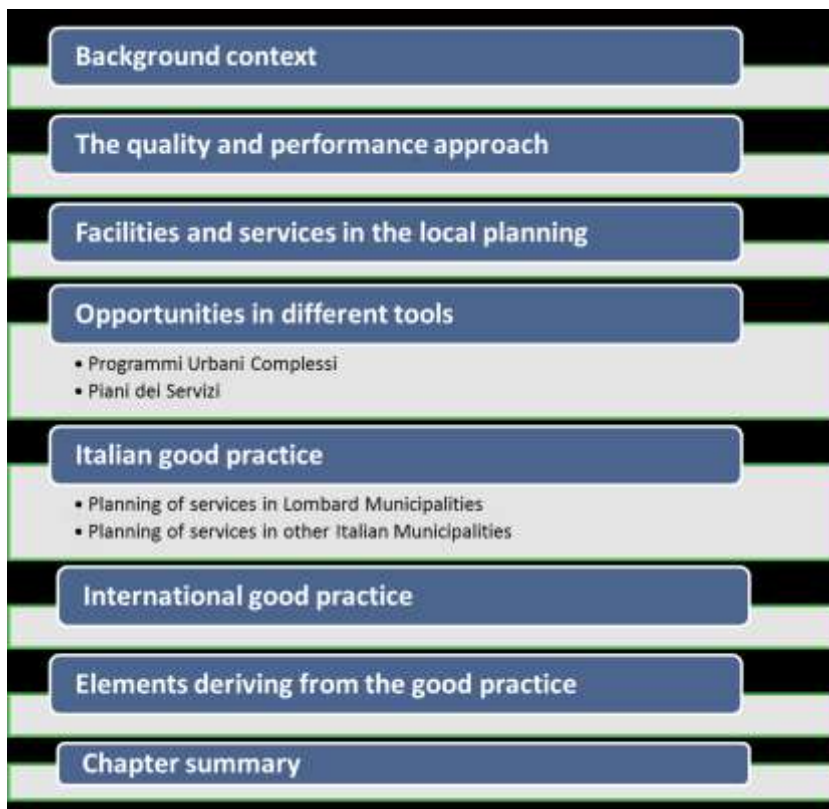 Background context
The quality and performance approach
Facilities and services in the local planning
Opportunities in different tools
• Programmi Urbani Complessi
• Piani dei Servizi
Italian good practice
• Planning of services in Lombard Municipalities
• Planning of services in other Italian Municipalities
International good practice
Elements deriving from the good practice
Chapter summary